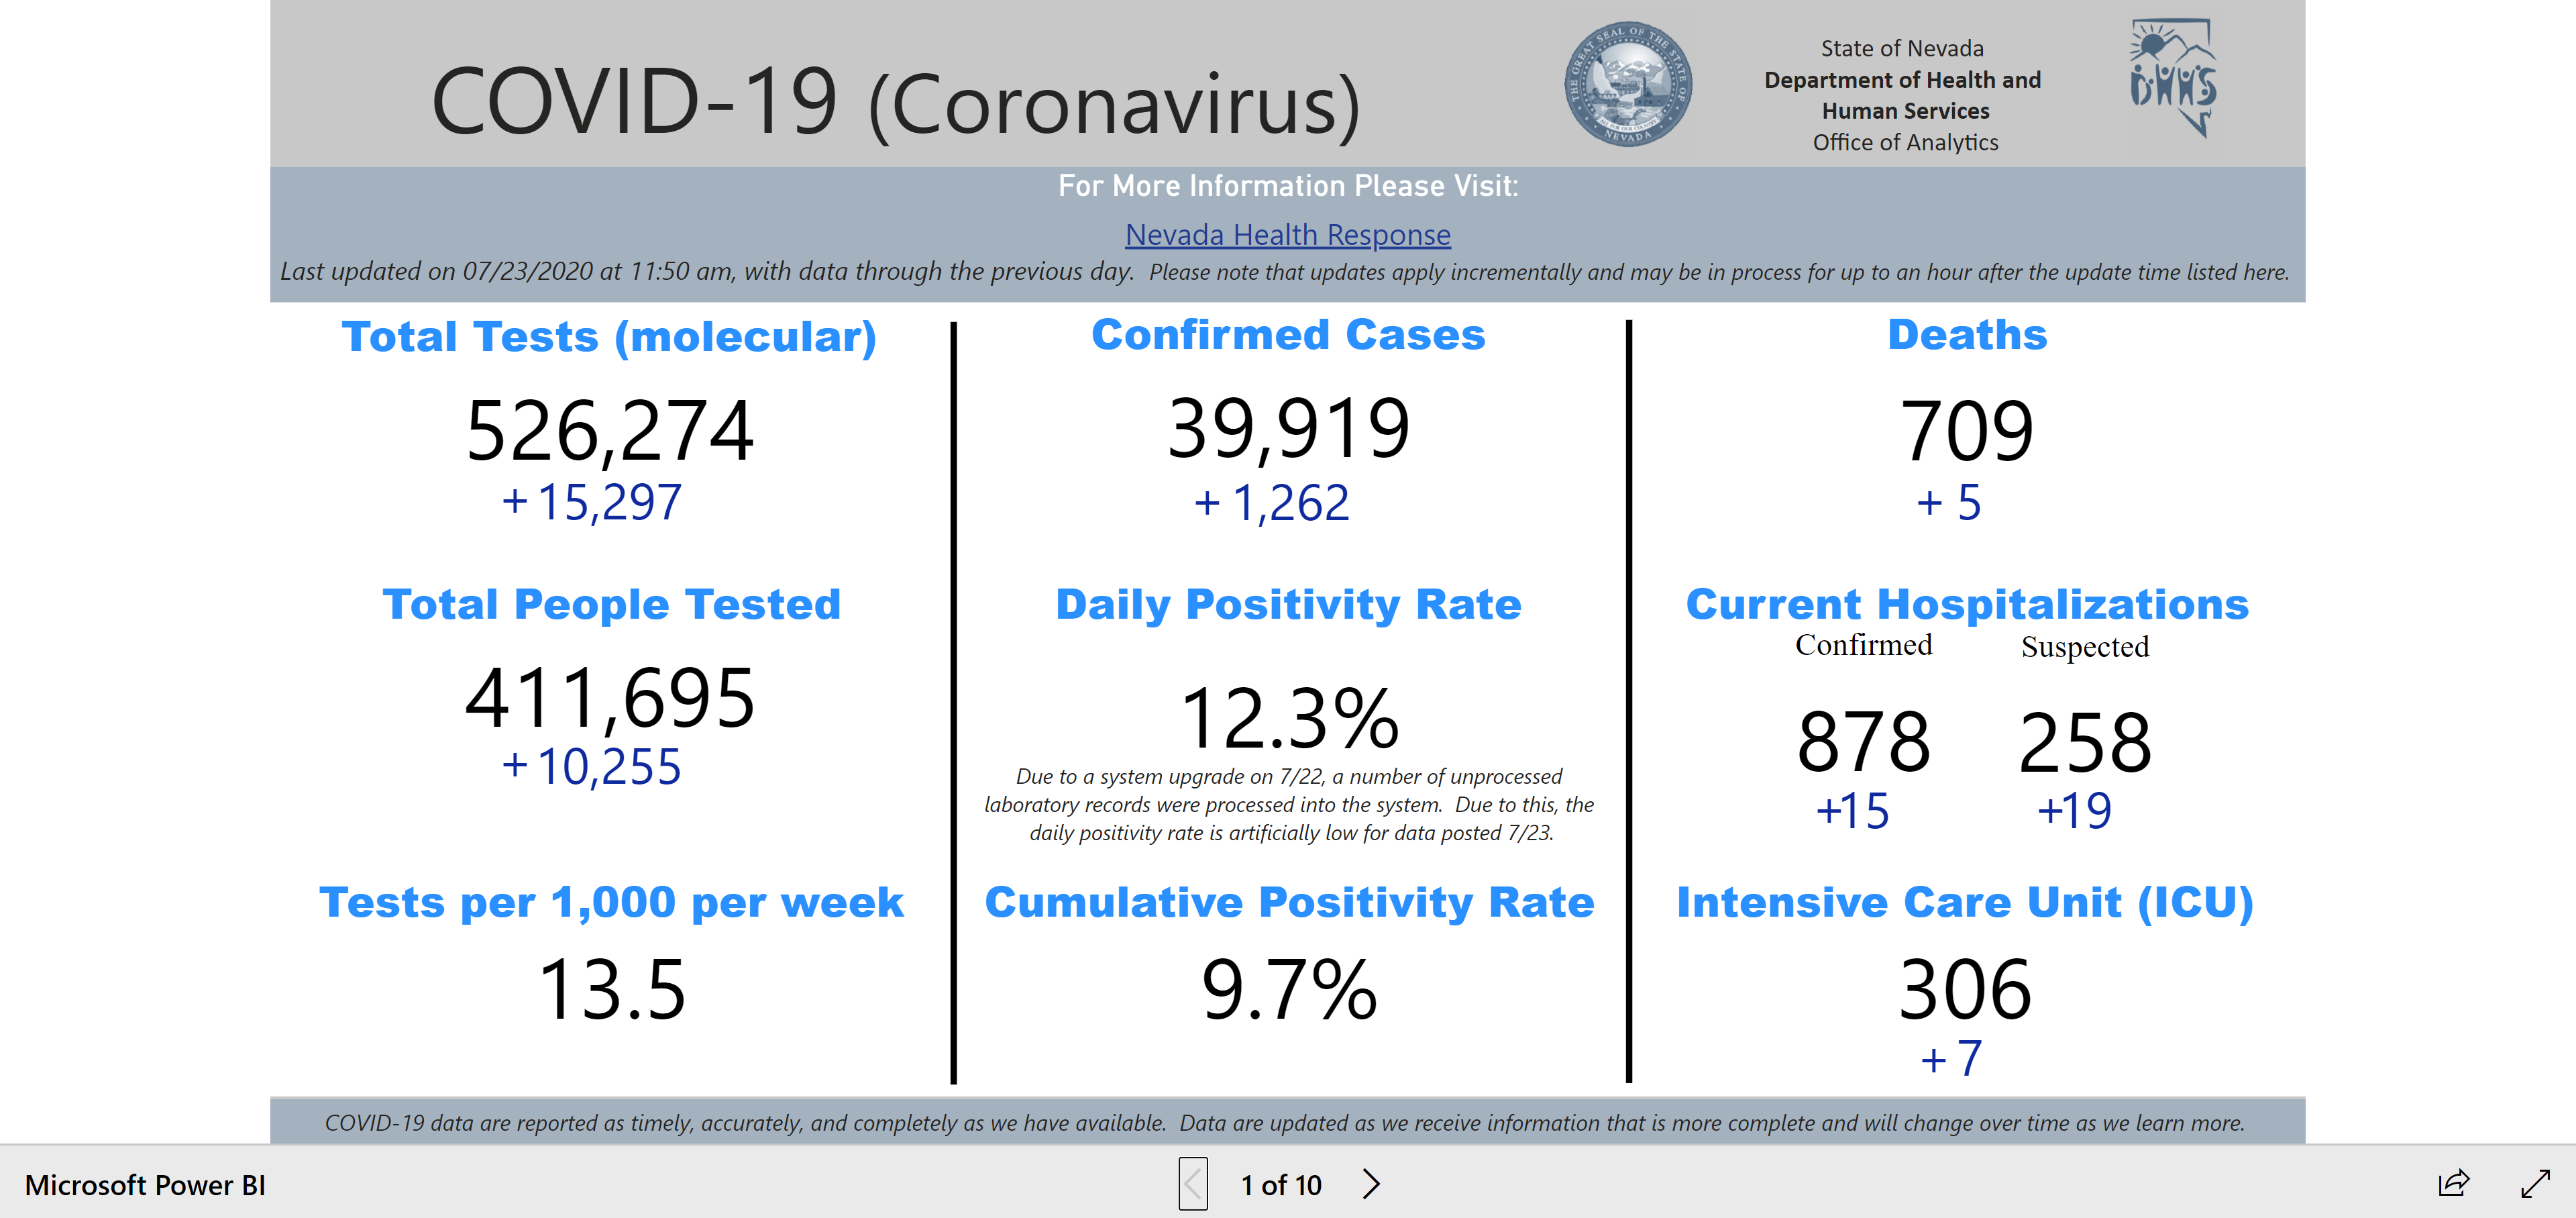 COVID-19 (Coronavirus)
THE GREAT SEAL OF THE STATE OF
ALL FOR OUR COUNTRY
NEVADA
State of Nevada
Department of Health and
Human Services
Office of Analytics
DHHS
For More Information Please Visit:
Nevada Health Response
Last updated on 07/23/2020 at 11:50 am, with data through the previous day.  Please note that updates apply incrementally and may be in process for up to an hour after the update time listed here.
Total Tests (molecular)
526,274
+ 15,297
Total People Tested
411,695
+ 10,255
Tests per 1,000 per week
13.5
Confirmed Cases
39,919
+ 1,262
Daily Positivity Rate
12.3%
Due to a system upgrade on 7/22, a number of unprocessed
laboratory records were processed into the system.  Due to this, the
daily positivity rate is artificially low for data posted 7/23.
Cumulative Positivity Rate
9.7%
Deaths
709
+ 5
Current Hospitalizations
Confirmed Suspected
878 258
+15 +19
Intensive Care Unit (ICU)
306
+ 7
COVID-19 data are reported as timely, accurately, and completely as we have available.  Data are updated as we receive information that is more complete and will change over time as we learn more.
Microsoft Power BI
1 of 10